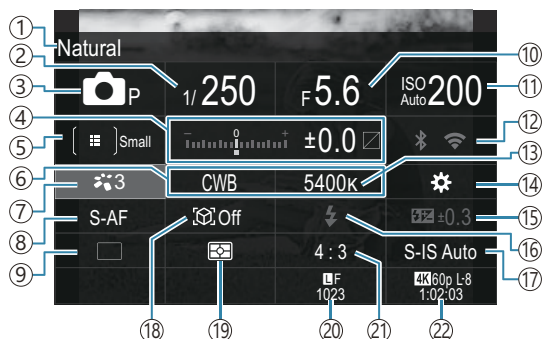 ①
Natural
②
⑩
③ P 1/250 F5.6 ISO Auto 200 ⑪
④
⑤ Small − 0 + ±0.0 ⑫
⑥
⑬
⑦ 3 CWB 5400K ⑭
⑧ S-AF Off ±0.3 ⑮
⑯
⑨ 4 : 3 S-IS Auto ⑰
L F 4K 60p L-8
1023 1:02:03
⑱ ⑲ ⑳ ㉑ ㉒